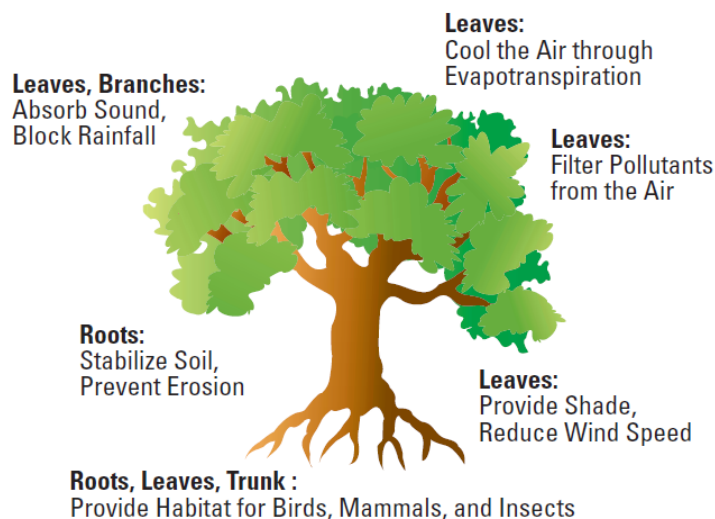 Leaves:
Cool the Air through
Evapotranspiration
Leaves, Branches:
Absorb Sound,
Block Rainfall
Leaves:
Filter Pollutants
from the Air
Roots:
Stabilize Soil,
Prevent Erosion
Leaves:
Provide Shade,
Reduce Wind Speed
Roots, Leaves, Trunk :
Provide Habitat for Birds, Mammals, and Insects